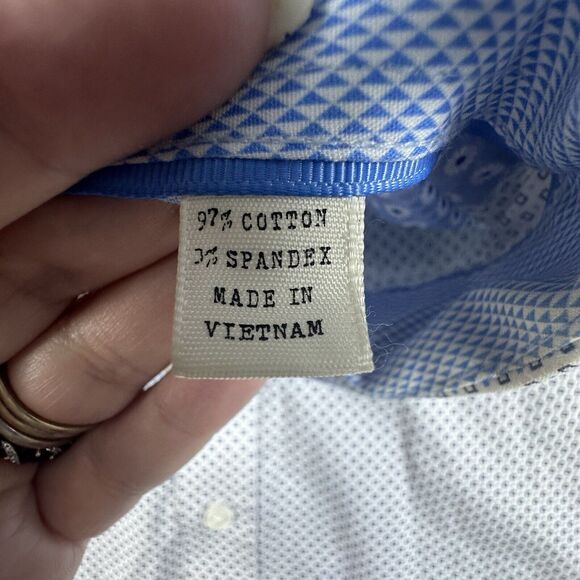 97% COTTON
3% SPANDEX
MADE IN
VIETNAM